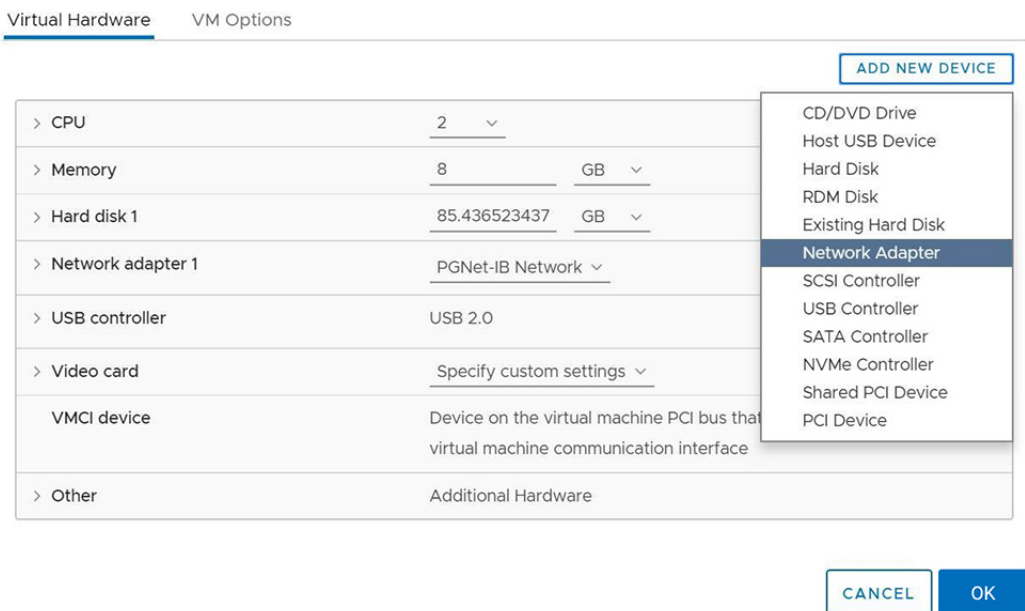 Virtual Hardware VM Options
ADD NEW DEVICE
CPU 2
Memory 8 GB
Hard disk 1 85.436523437 GB
Network adapter 1 PGNet-IB Network
USB controller USB 2.0
Video card Specify custom settings
VMCI device Device on the virtual machine PCI bus that
virtual machine communication interface
Other Additional Hardware
CD/DVD Drive
Host USB Device
Hard Disk
RDM Disk
Existing Hard Disk
Network Adapter
SCSI Controller
USB Controller
SATA Controller
NVMe Controller
Shared PCI Device
PCI Device
CANCEL OK